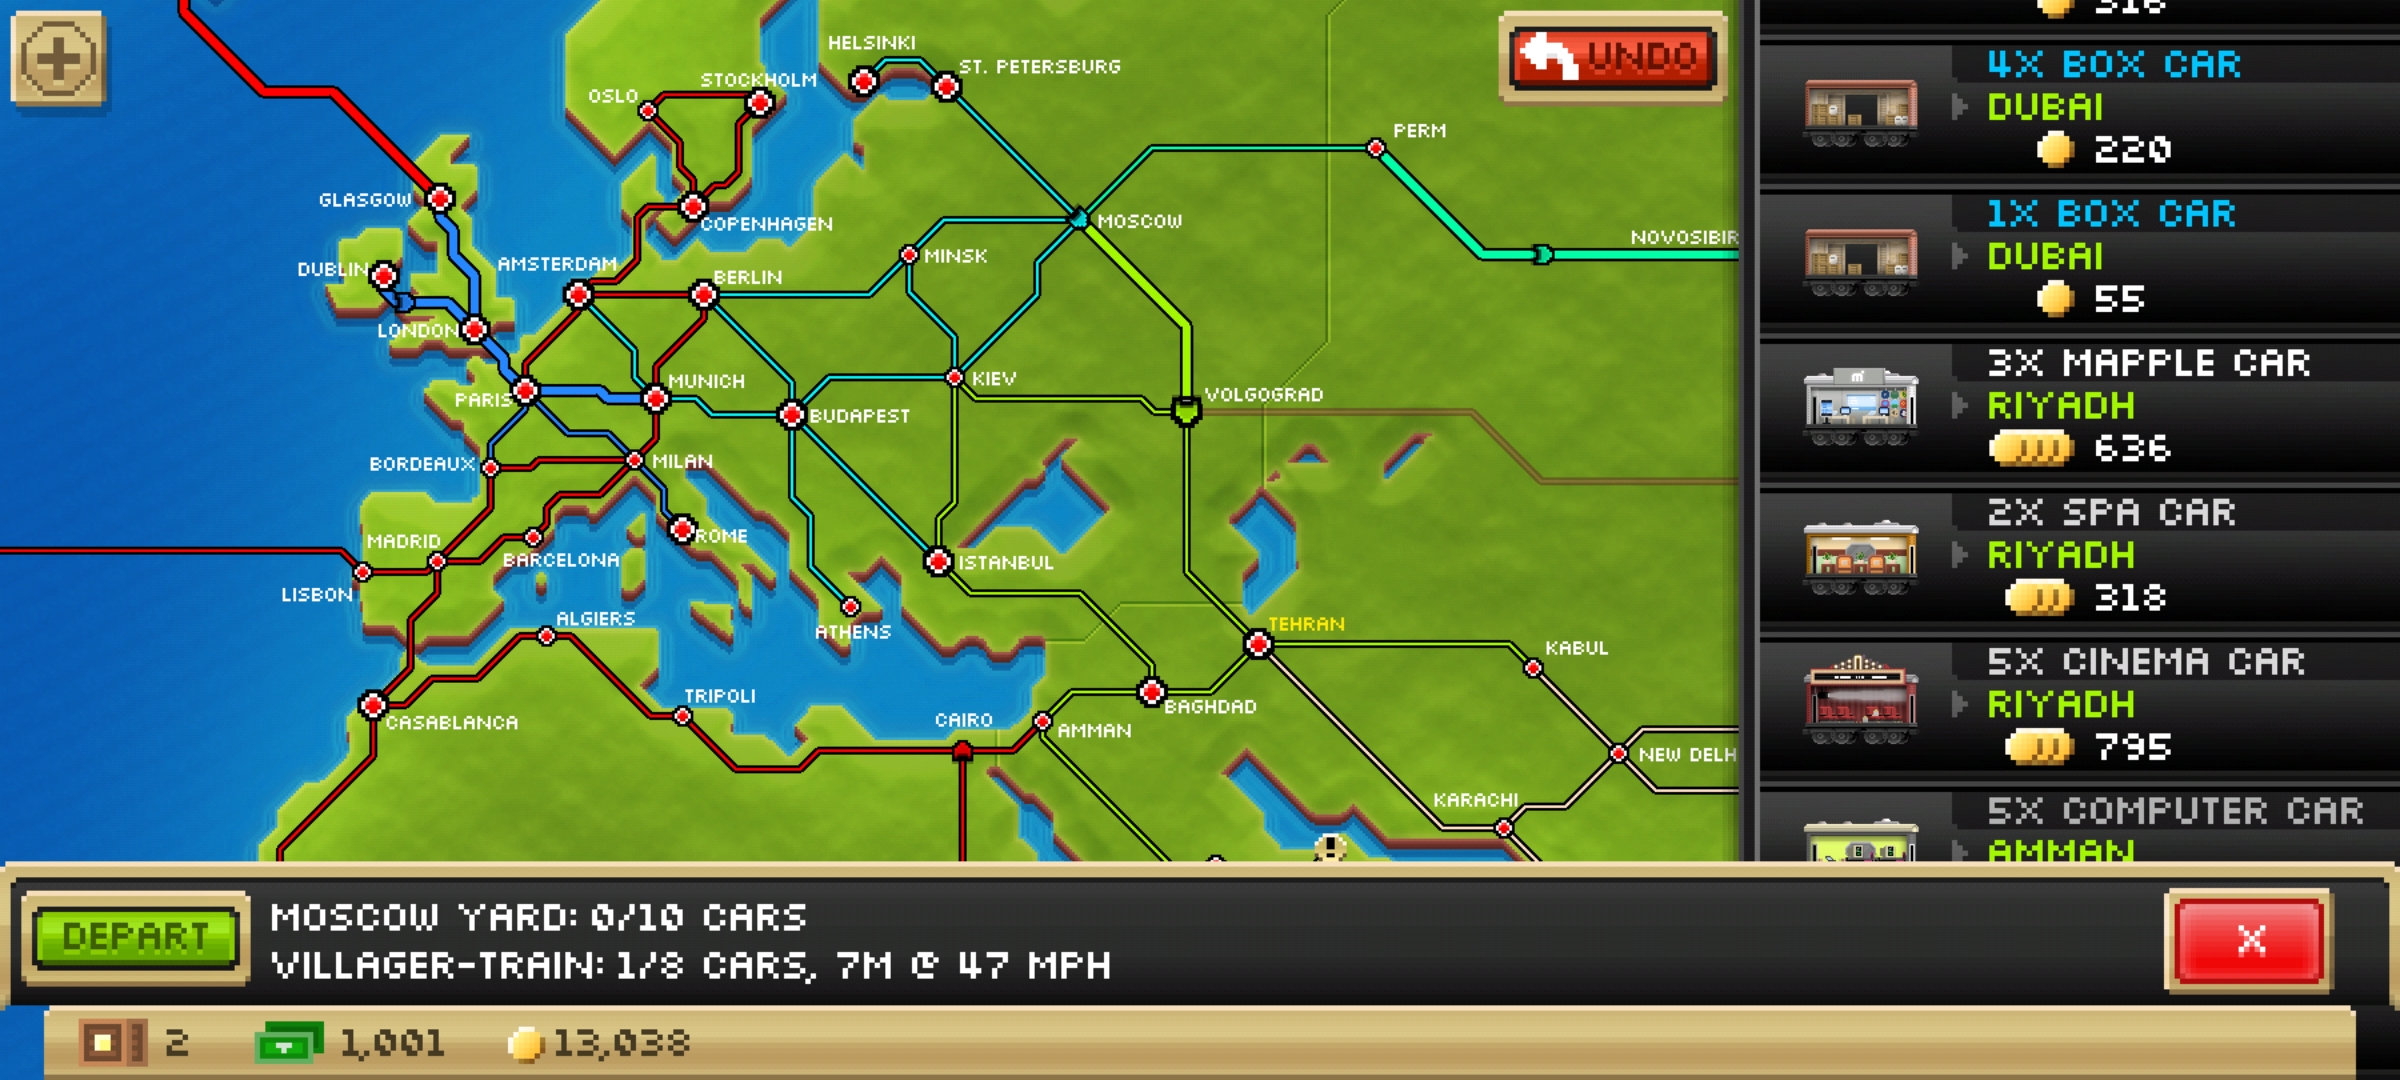 HELSINKI
ST. PETERSBURG
STOCKHOLM
OSLO
UNDO
PERM
GLASGOW
COPENHAGEN
MOSCOW
NOVOSIBIR
MINSK
DUBLIN
AMSTERDAM
BERLIN
LONDON
MUNICH
KIEV
PARIS
VOLGOGRAD
BUDAPEST
BORDEAUX
MILAN
MADRID
ROME
BARCELONA
ISTANBUL
LISBON
ALGIERS
ATHENS
TEHRAN
KABUL
TRIPOLI
BAGHDAD
CASABLANCA
CAIRO
AMMAN
NEW DELH
KARACHI
316
4X BOX CAR
DUBAI
220
1X BOX CAR
DUBAI
55
3X MAPPLE CAR
RIYADH
636
2X SPA CAR
RIYADH
318
5X CINEMA CAR
RIYADH
795
5X COMPUTER CAR
AMMAN
DEPART
MOSCOW YARD: 0/10 CARS
VILLAGER-TRAIN: 1/8 CARS, 7M @ 47 MPH
X
2
1,001
13,038